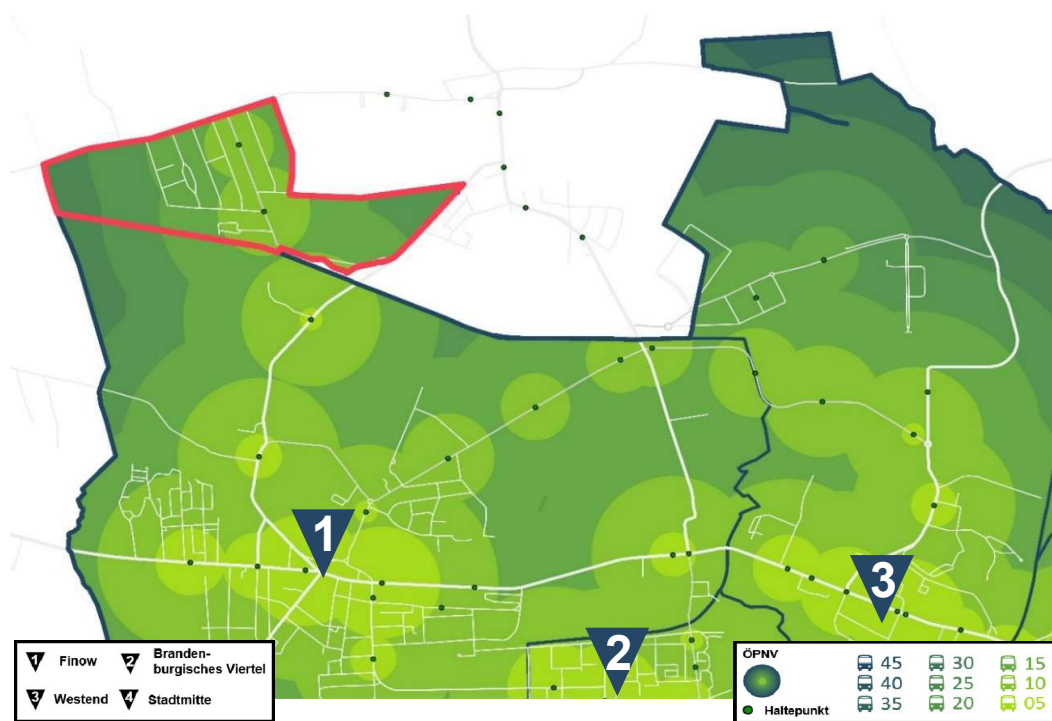 1
3
2
1 Finow 2 Branden-
burgisches Viertel
3 Westend 4 Stadtmitte
ÖPNV
45 30 15
40 25 10
35 20 05
Haltepunkt